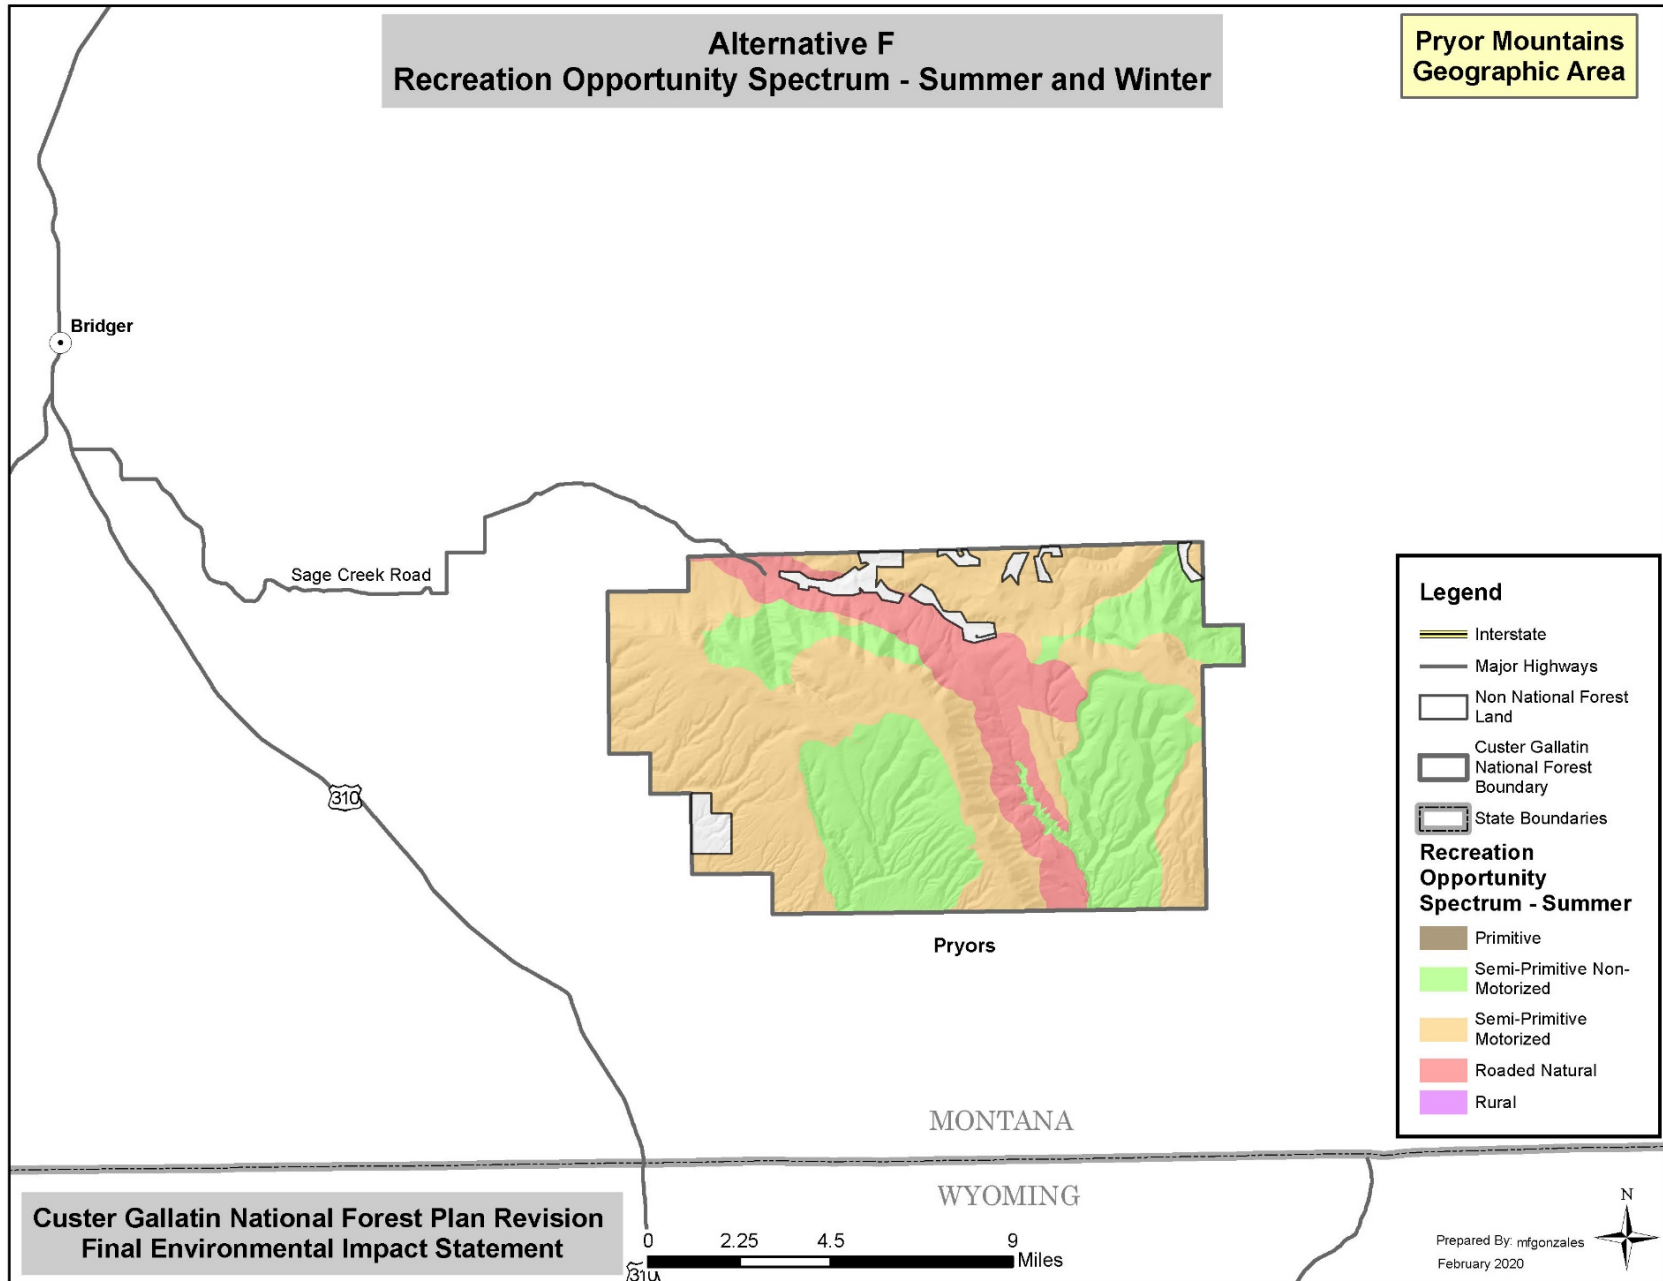 Alternative F
Recreation Opportunity Spectrum - Summer and Winter
Pryor Mountains
Geographic Area
Bridger
Sage Creek Road
310
Pryors
MONTANA
WYOMING
310
Legend
Interstate
Major Highways
Non National Forest
Land
Custer Gallatin
National Forest
Boundary
State Boundaries
Recreation
Opportunity
Spectrum - Summer
Primitive
Semi-Primitive Non-
Motorized
Semi-Primitive
Motorized
Roaded Natural
Rural
Custer Gallatin National Forest Plan Revision
Final Environmental Impact Statement
0 2.25 4.5 9
Miles
N
Prepared By: mfgonzales
February 2020